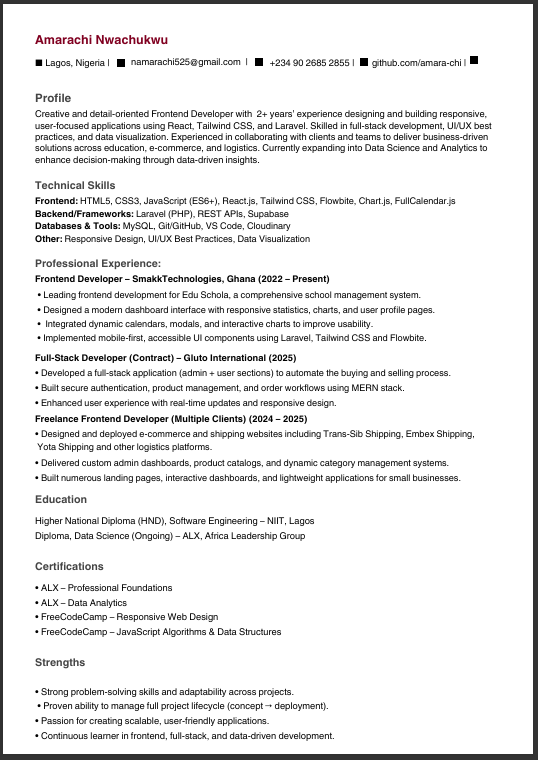 Amarachi Nwachukwu
■ Lagos, Nigeria | ■ namarachi525@gmail.com | ■ +234 90 2685 2855 | ■ github.com/amara-chi | ■
Profile
Creative and detail-oriented Frontend Developer with 2+ years' experience designing and building responsive,
user-focused applications using React, Tailwind CSS, and Laravel. Skilled in full-stack development, UI/UX best
practices, and data visualization. Experienced in collaborating with clients and teams to deliver business-driven
solutions across education, e-commerce, and logistics. Currently expanding into Data Science and Analytics to
enhance decision-making through data-driven insights.
Technical Skills
Frontend: HTML5, CSS3, JavaScript (ES6+), React.js, Tailwind CSS, Flowbite, Chart.js, FullCalendar.js
Backend/Frameworks: Laravel (PHP), REST APIs, Supabase
Databases & Tools: MySQL, Git/GitHub, VS Code, Cloudinary
Other: Responsive Design, UI/UX Best Practices, Data Visualization
Professional Experience:
Frontend Developer – SmakkTechnologies, Ghana (2022 – Present)
• Leading frontend development for Edu Schola, a comprehensive school management system.
• Designed a modern dashboard interface with responsive statistics, charts, and user profile pages.
• Integrated dynamic calendars, modals, and interactive charts to improve usability.
• Implemented mobile-first, accessible UI components using Laravel, Tailwind CSS and Flowbite.
Full-Stack Developer (Contract) – Gluto International (2025)
• Developed a full-stack application (admin + user sections) to automate the buying and selling process.
• Built secure authentication, product management, and order workflows using MERN stack.
• Enhanced user experience with real-time updates and responsive design.
Freelance Frontend Developer (Multiple Clients) (2024 – 2025)
• Designed and deployed e-commerce and shipping websites including Trans-Sib Shipping, Embex Shipping,
Yota Shipping and other logistics platforms.
• Delivered custom admin dashboards, product catalogs, and dynamic category management systems.
• Built numerous landing pages, interactive dashboards, and lightweight applications for small businesses.
Education
Higher National Diploma (HND), Software Engineering – NIIT, Lagos
Diploma, Data Science (Ongoing) – ALX, Africa Leadership Group
Certifications
• ALX – Professional Foundations
• ALX – Data Analytics
• FreeCodeCamp – Responsive Web Design
• FreeCodeCamp – JavaScript Algorithms & Data Structures
Strengths
• Strong problem-solving skills and adaptability across projects.
• Proven ability to manage full project lifecycle (concept → deployment).
• Passion for creating scalable, user-friendly applications.
• Continuous learner in frontend, full-stack, and data-driven development.